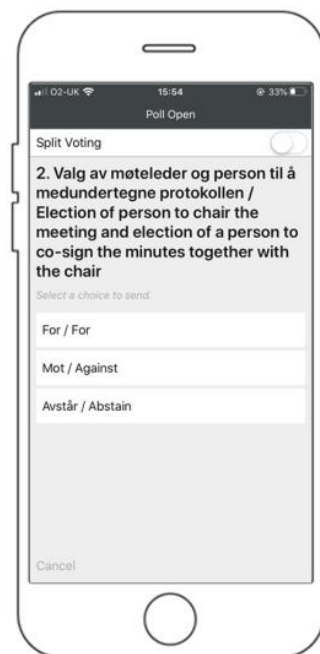 O2-UK 15:54 33%
Poll Open
Split Voting
2. Valg av møteleder og person til å
medundertegne protokollen /
Election of person to chair the
meeting and election of a person to
co-sign the minutes together with
the chair
Select a choice to send.
For / For
Mot / Against
Avstår / Abstain
Cancel